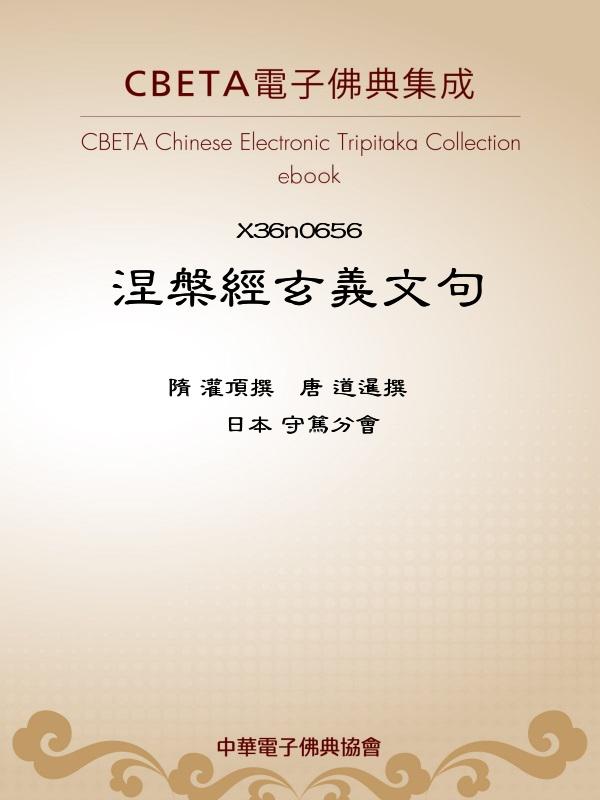 CBETA電子佛典集成
CBETA Chinese Electronic Tripitaka Collection
ebook
X36n0656
涅槃經玄義文句
隋 灌頂撰 唐 道暹撰
日本 守篤分會
中華電子佛典協會